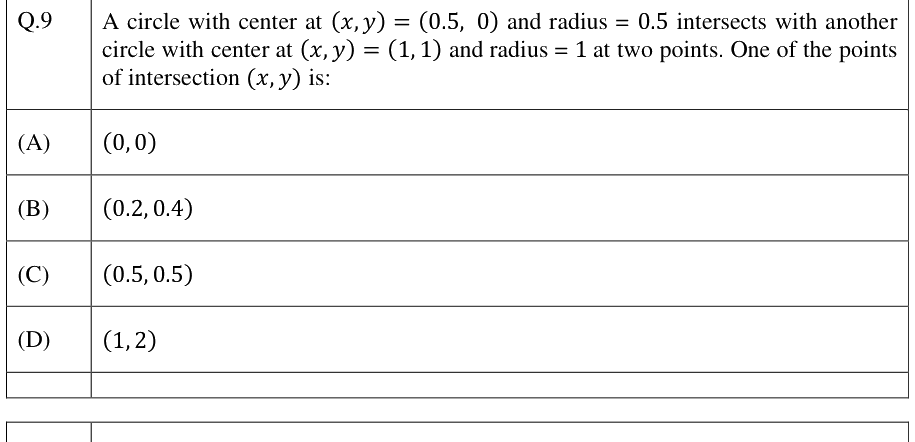 Q.9 A circle with center at (𝑥, 𝑦) = (0.5, 0) and radius = 0.5 intersects with another
circle with center at (𝑥, 𝑦) = (1, 1) and radius = 1 at two points. One of the points
of intersection (𝑥, 𝑦) is:
(A) (0, 0)
(B) (0.2, 0.4)
(C) (0.5, 0.5)
(D) (1, 2)